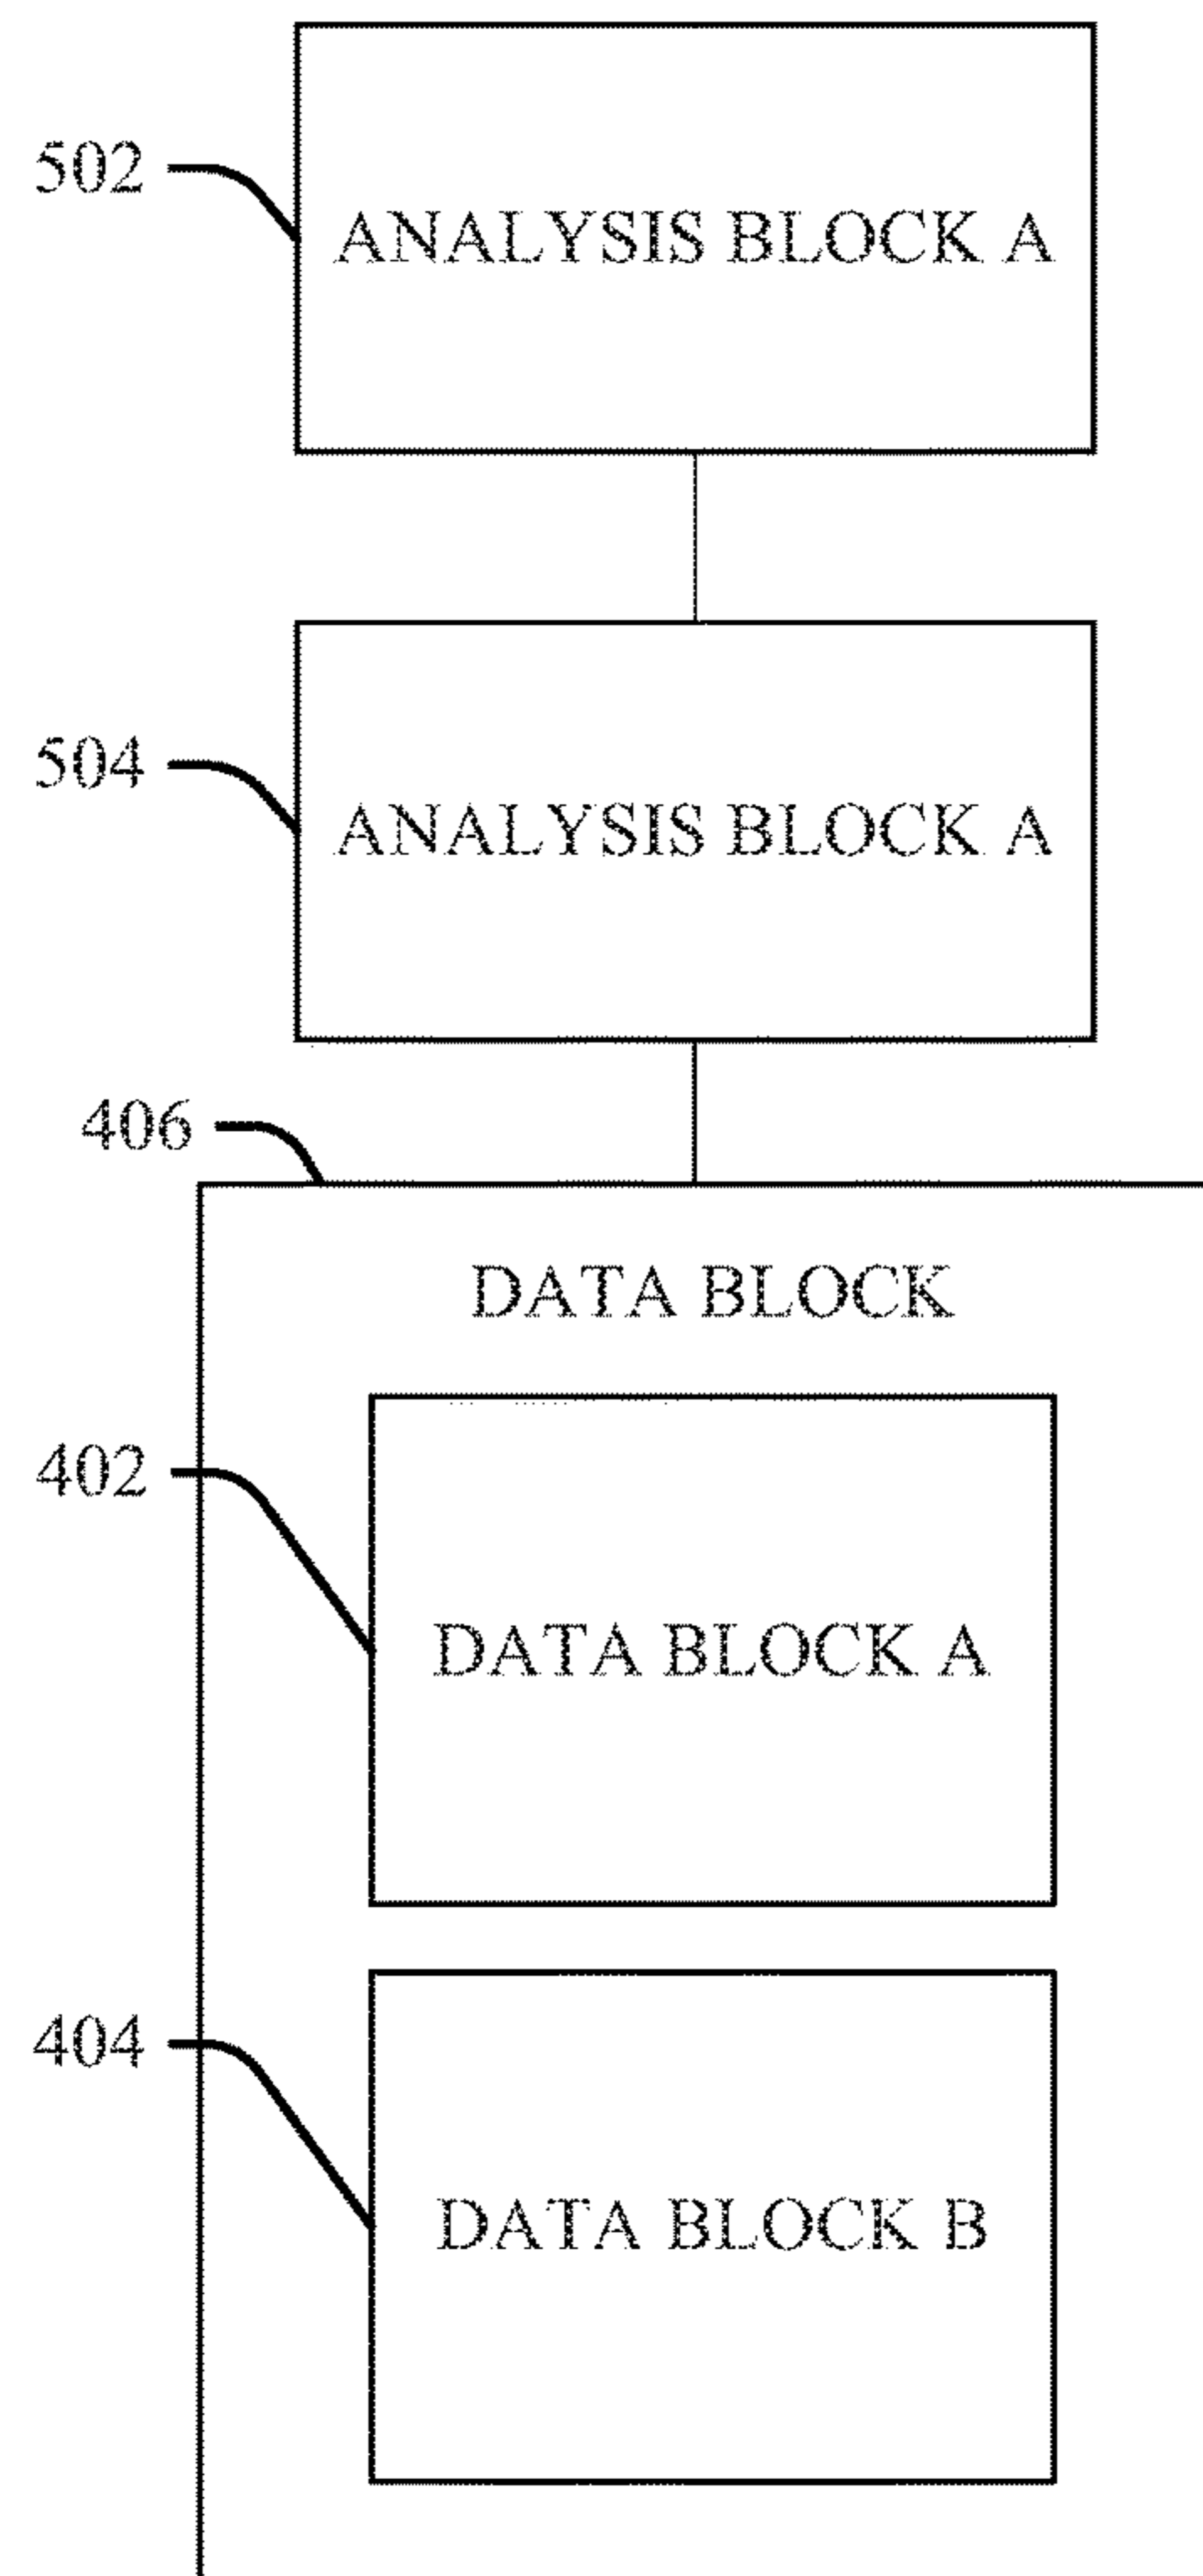 502
ANALYSIS BLOCK A
504
ANALYSIS BLOCK A
406
DATA BLOCK
402
DATA BLOCK A
404
DATA BLOCK B